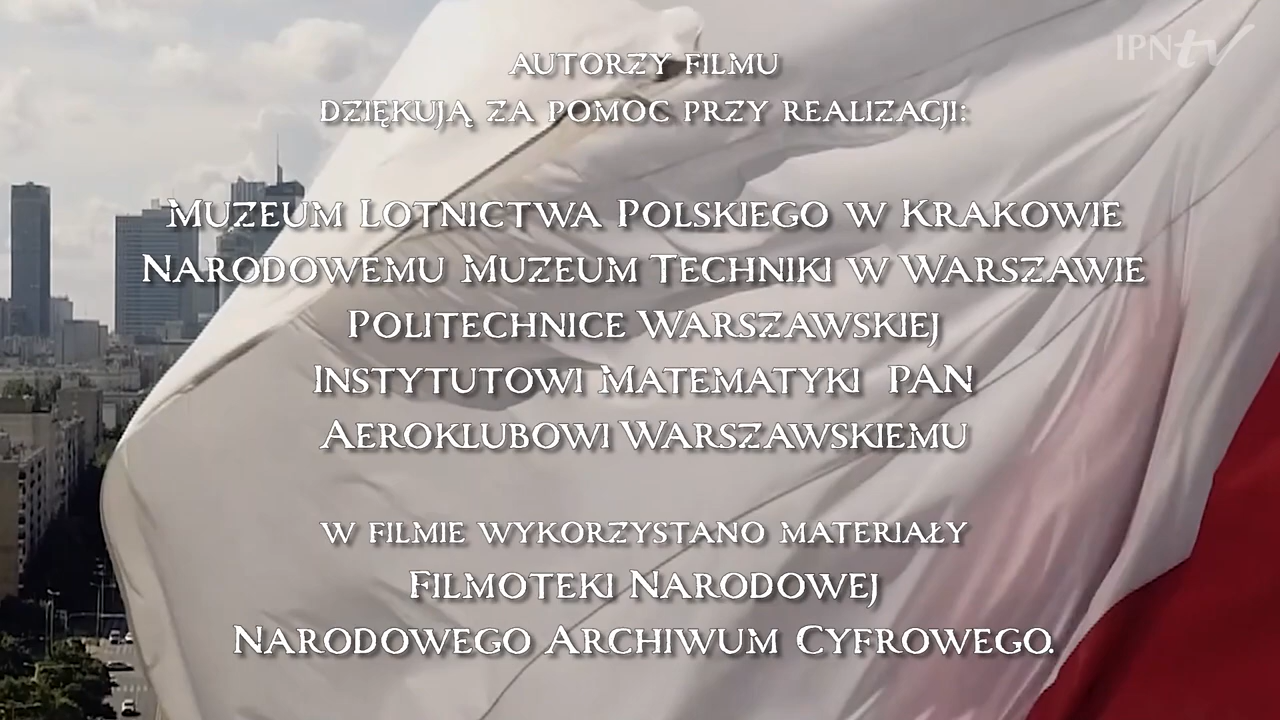 IPNtv
AUTORZY FILMU
DZIĘKUJĄ ZA POMOC PRZY REALIZACJI:
MUZEUM LOTNICTWA POLSKIEGO W KRAKOWIE
NARODOWEMU MUZEUM TECHNIKI W WARSZAWIE
POLITECHNICE WARSZAWSKIEJ
INSTYTUTOWI MATEMATYKI PAN
AEROKLUBOWI WARSZAWSKIEMU
W FILMIE WYKORZYSTANO MATERIAŁY
FILMOTEKI NARODOWEJ
NARODOWEGO ARCHIWUM CYFROWEGO.